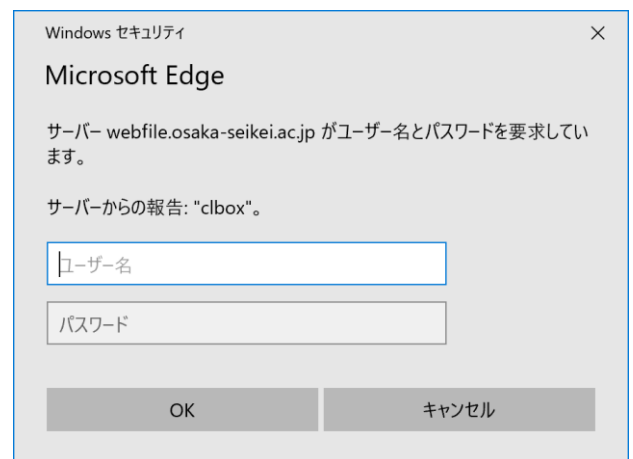 Windows セキュリティ
Microsoft Edge
サーバー webfile.osaka-seikei.ac.jp がユーザー名とパスワードを要求してい
ます。
サーバーからの報告: "clbox"。
ユーザー名
パスワード
OK
キャンセル